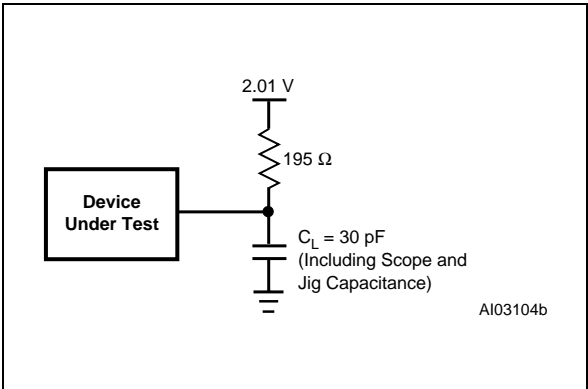 2.01 V
195 Ω
Device
Under Test
C_L = 30 pF
(Including Scope and
Jig Capacitance)
AI03104b